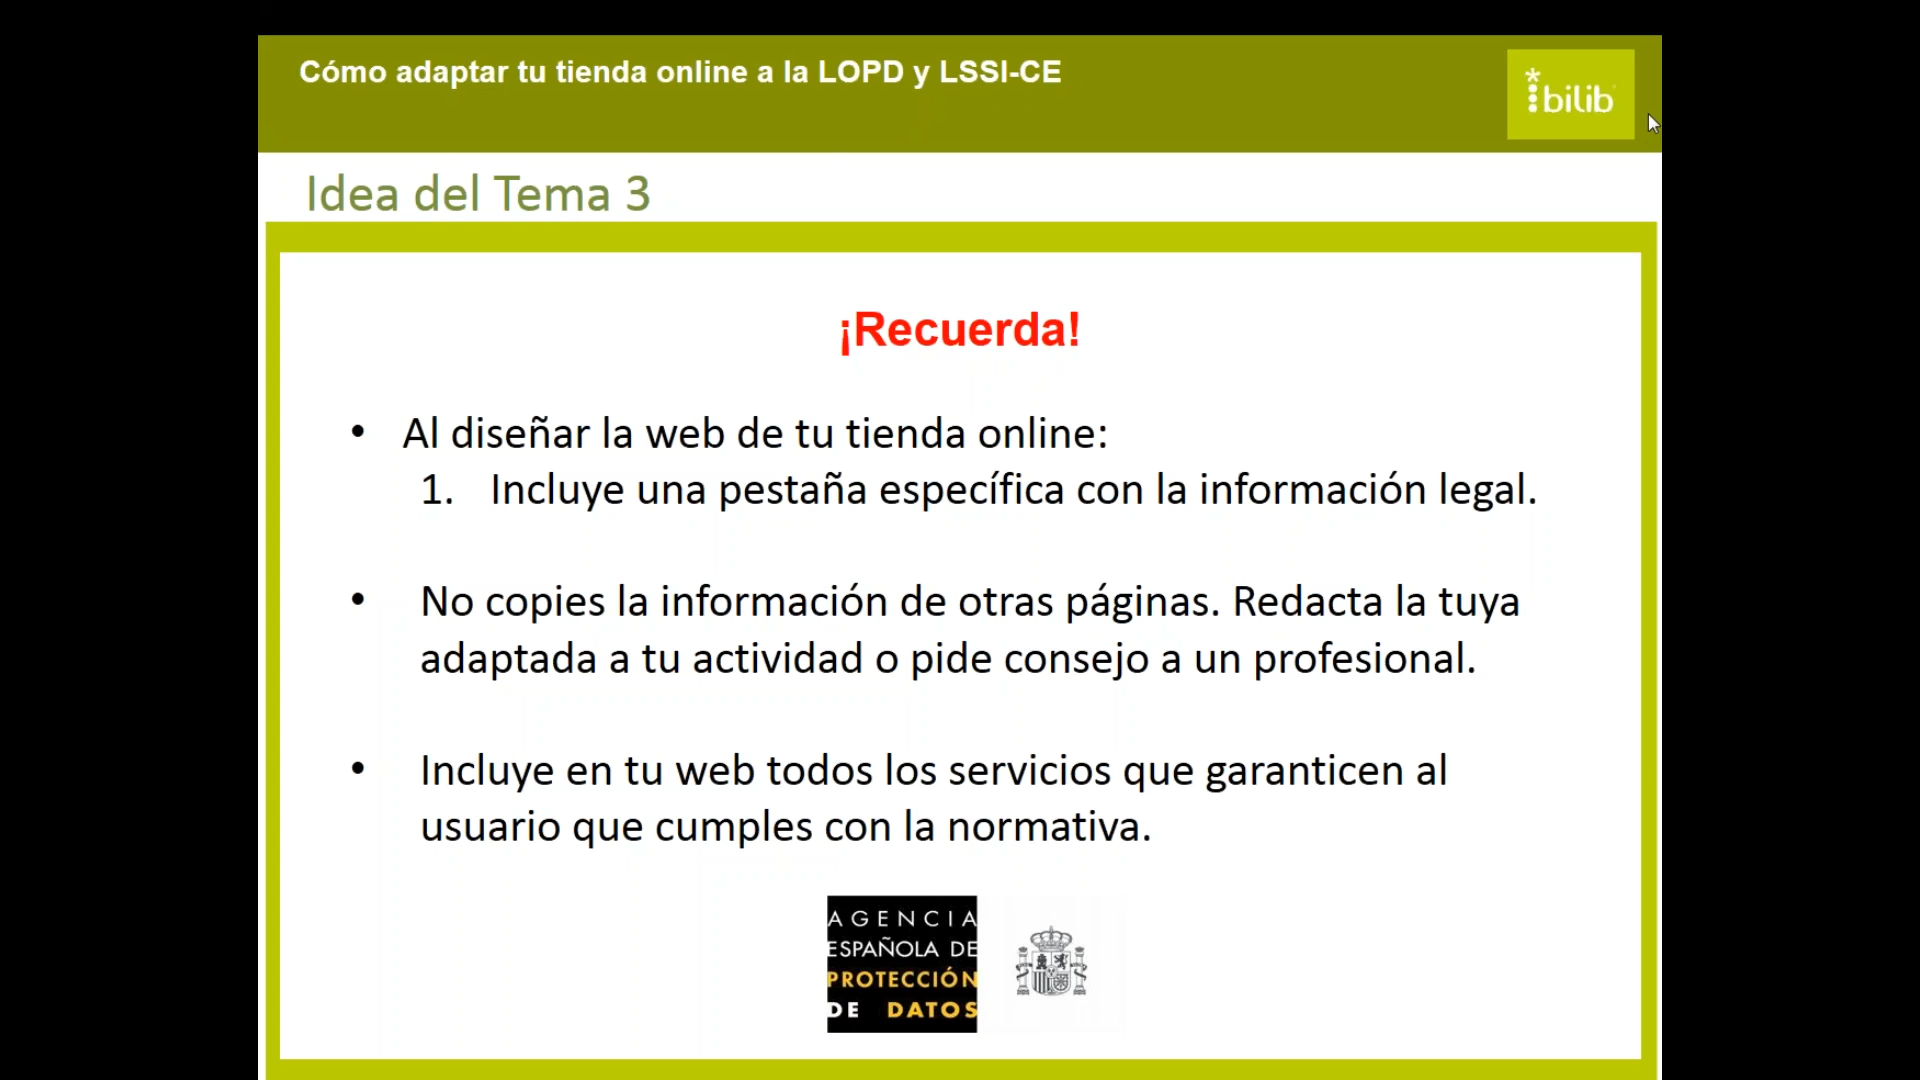 Cómo adaptar tu tienda online a la LOPD y LSSI-CE
bilib
Idea del Tema 3
¡Recuerda!
• Al diseñar la web de tu tienda online:
1. Incluye una pestaña específica con la información legal.
• No copies la información de otras páginas. Redacta la tuya
adaptada a tu actividad o pide consejo a un profesional.
• Incluye en tu web todos los servicios que garanticen al
usuario que cumples con la normativa.
AGENCIA
ESPAÑOLA DE
PROTECCIÓN
DE DATOS